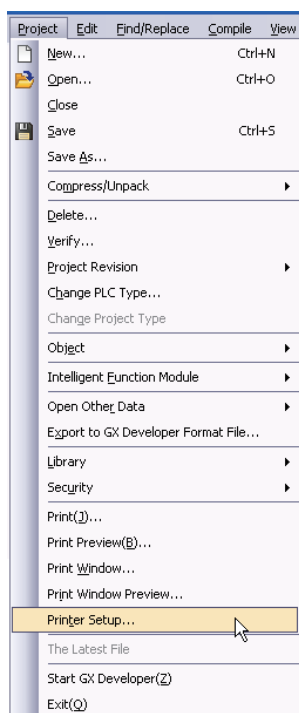 Project Edit Find/Replace Compile View
New... Ctrl+N
Open... Ctrl+O
Close
Save Ctrl+S
Save As...
Compress/Unpack
Delete...
Verify...
Project Revision
Change PLC Type...
Change Project Type
Object
Intelligent Function Module
Open Other Data
Export to GX Developer Format File...
Library
Security
Print(J)...
Print Preview(B)...
Print Window...
Print Window Preview...
Printer Setup...
The Latest File
Start GX Developer(Z)
Exit(Q)